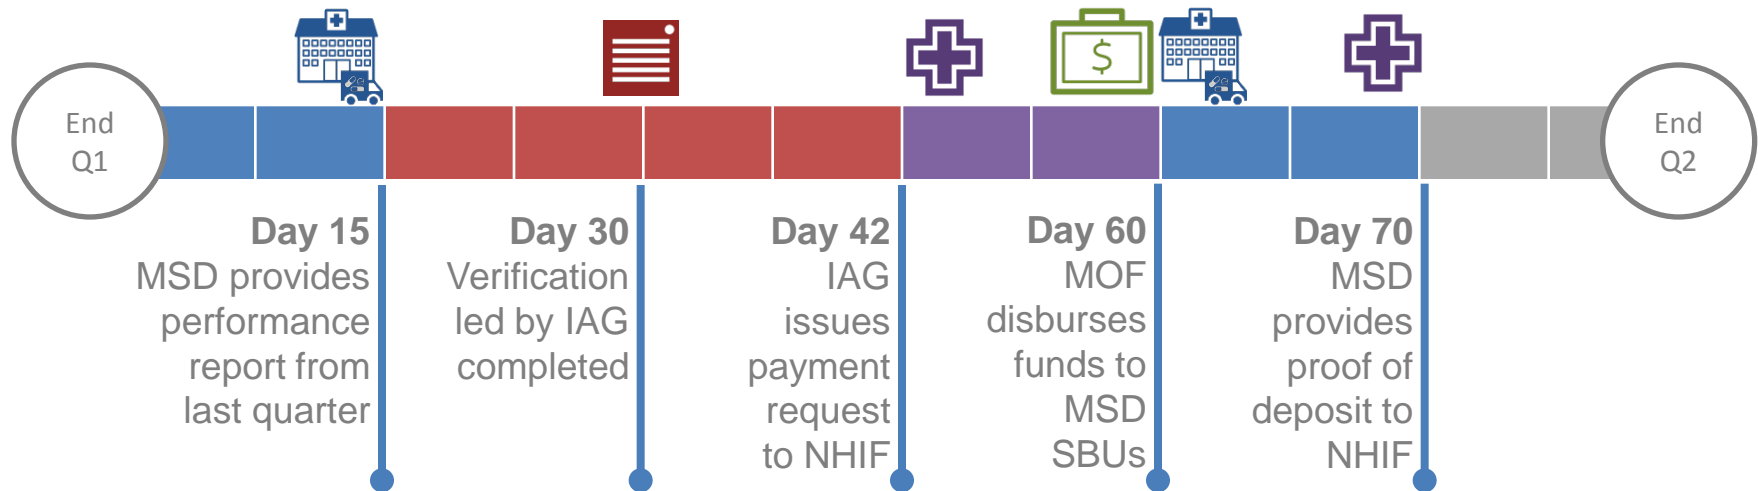 $
End
Q1
End
Q2
Day 15
MSD provides
performance
report from
last quarter
Day 30
Verification
led by IAG
completed
Day 42
IAG
issues
payment
request
to NHIF
Day 60
MOF
disburses
funds to
MSD
SBUs
Day 70
MSD
provides
proof of
deposit to
NHIF